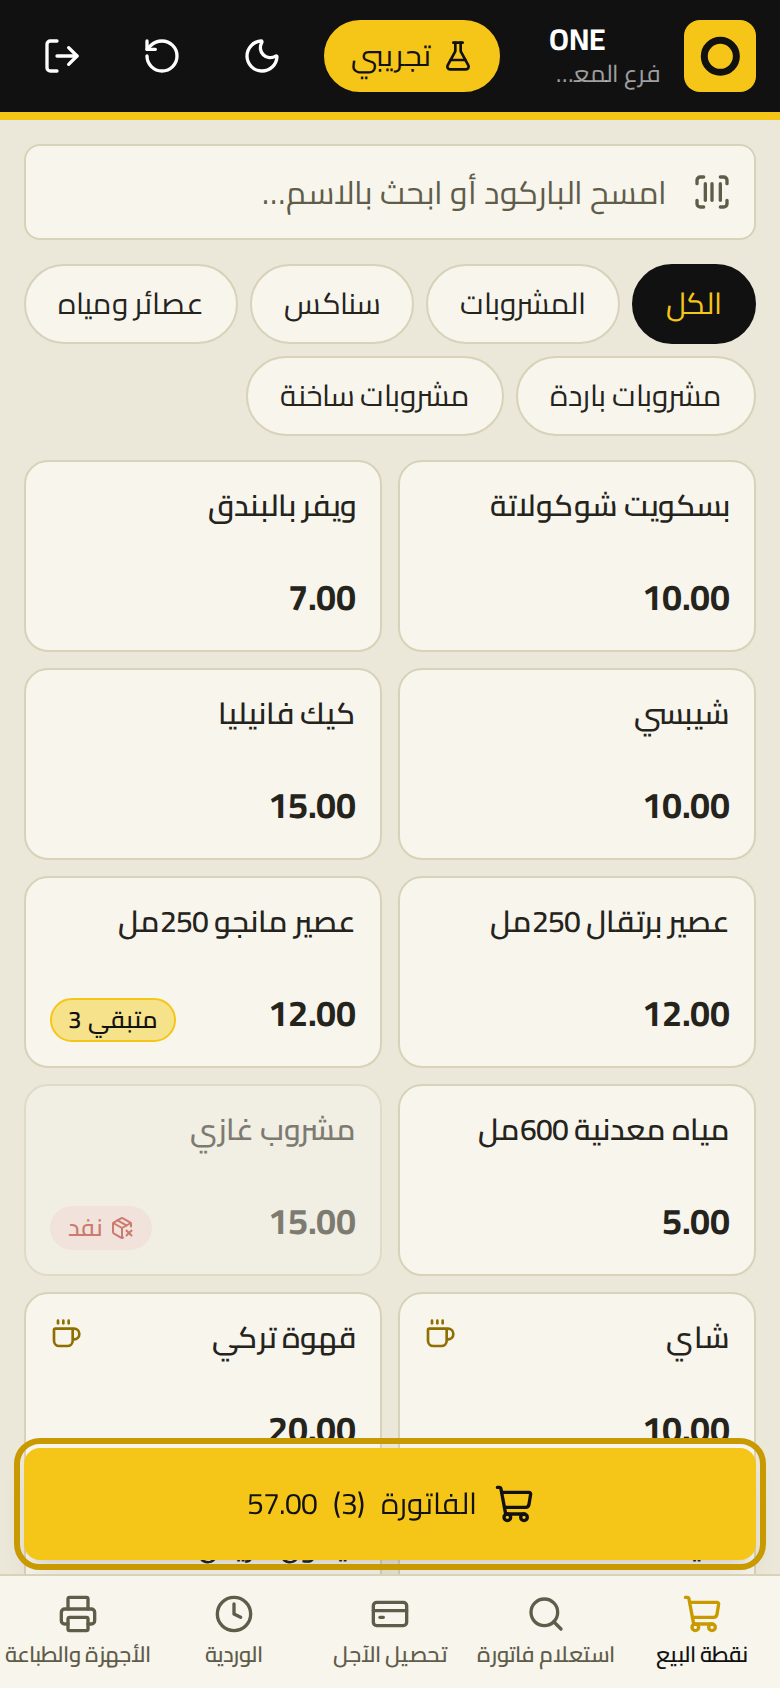 ONE
فرع المع...
تجريبي
امسح الباركود أو ابحث بالاسم...
الكل
المشروبات
سناكس
عصائر ومياه
مشروبات باردة
مشروبات ساخنة
بسكويت شوكولاتة
10.00
ويفر بالبندق
7.00
شيبسي
10.00
كيك فانيليا
15.00
عصير برتقال 250مل
12.00
عصير مانجو 250مل
12.00
متبقي 3
مياه معدنية 600مل
5.00
مشروب غازي
15.00
نفد
شاي
10.00
قهوة تركي
20.00
الفاتورة (3) 57.00
نقطة البيع
استعلام فاتورة
تحصيل الآجل
الوردية
الأجهزة والطباعة